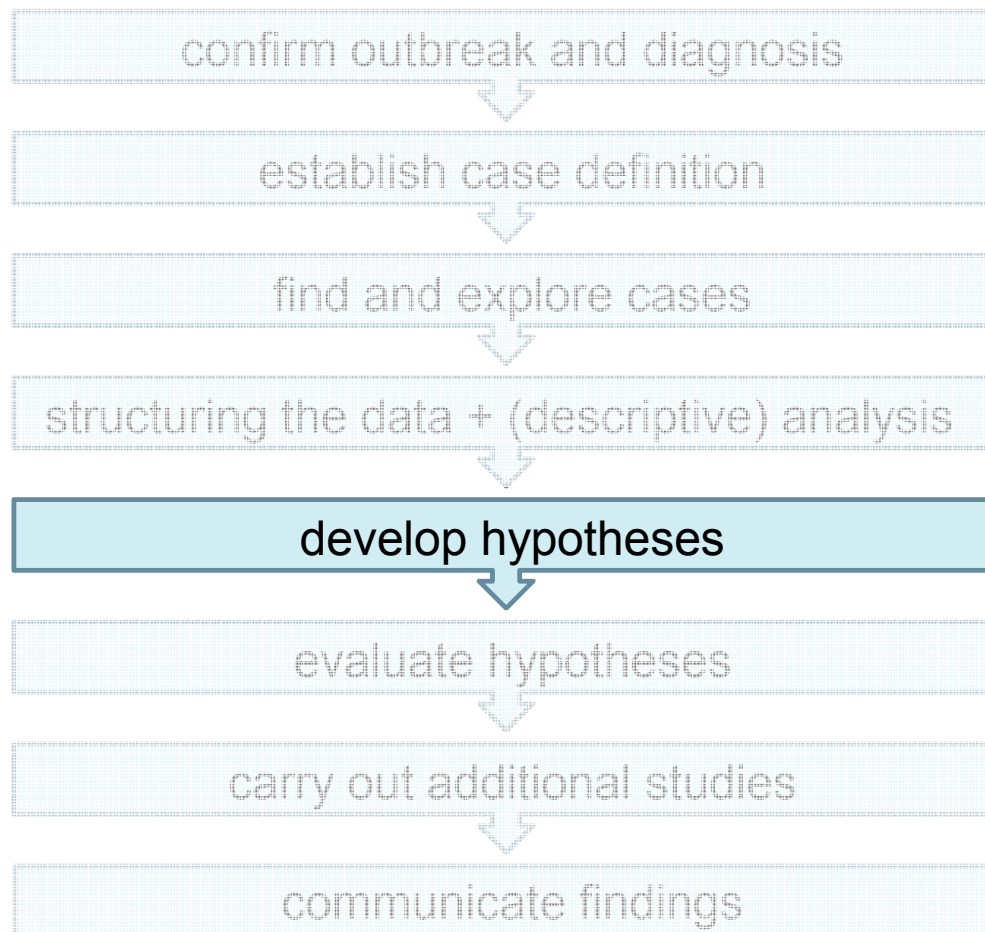 confirm outbreak and diagnosis
establish case definition
find and explore cases
structuring the data + (descriptive) analysis
develop hypotheses
evaluate hypotheses
carry out additional studies
communicate findings